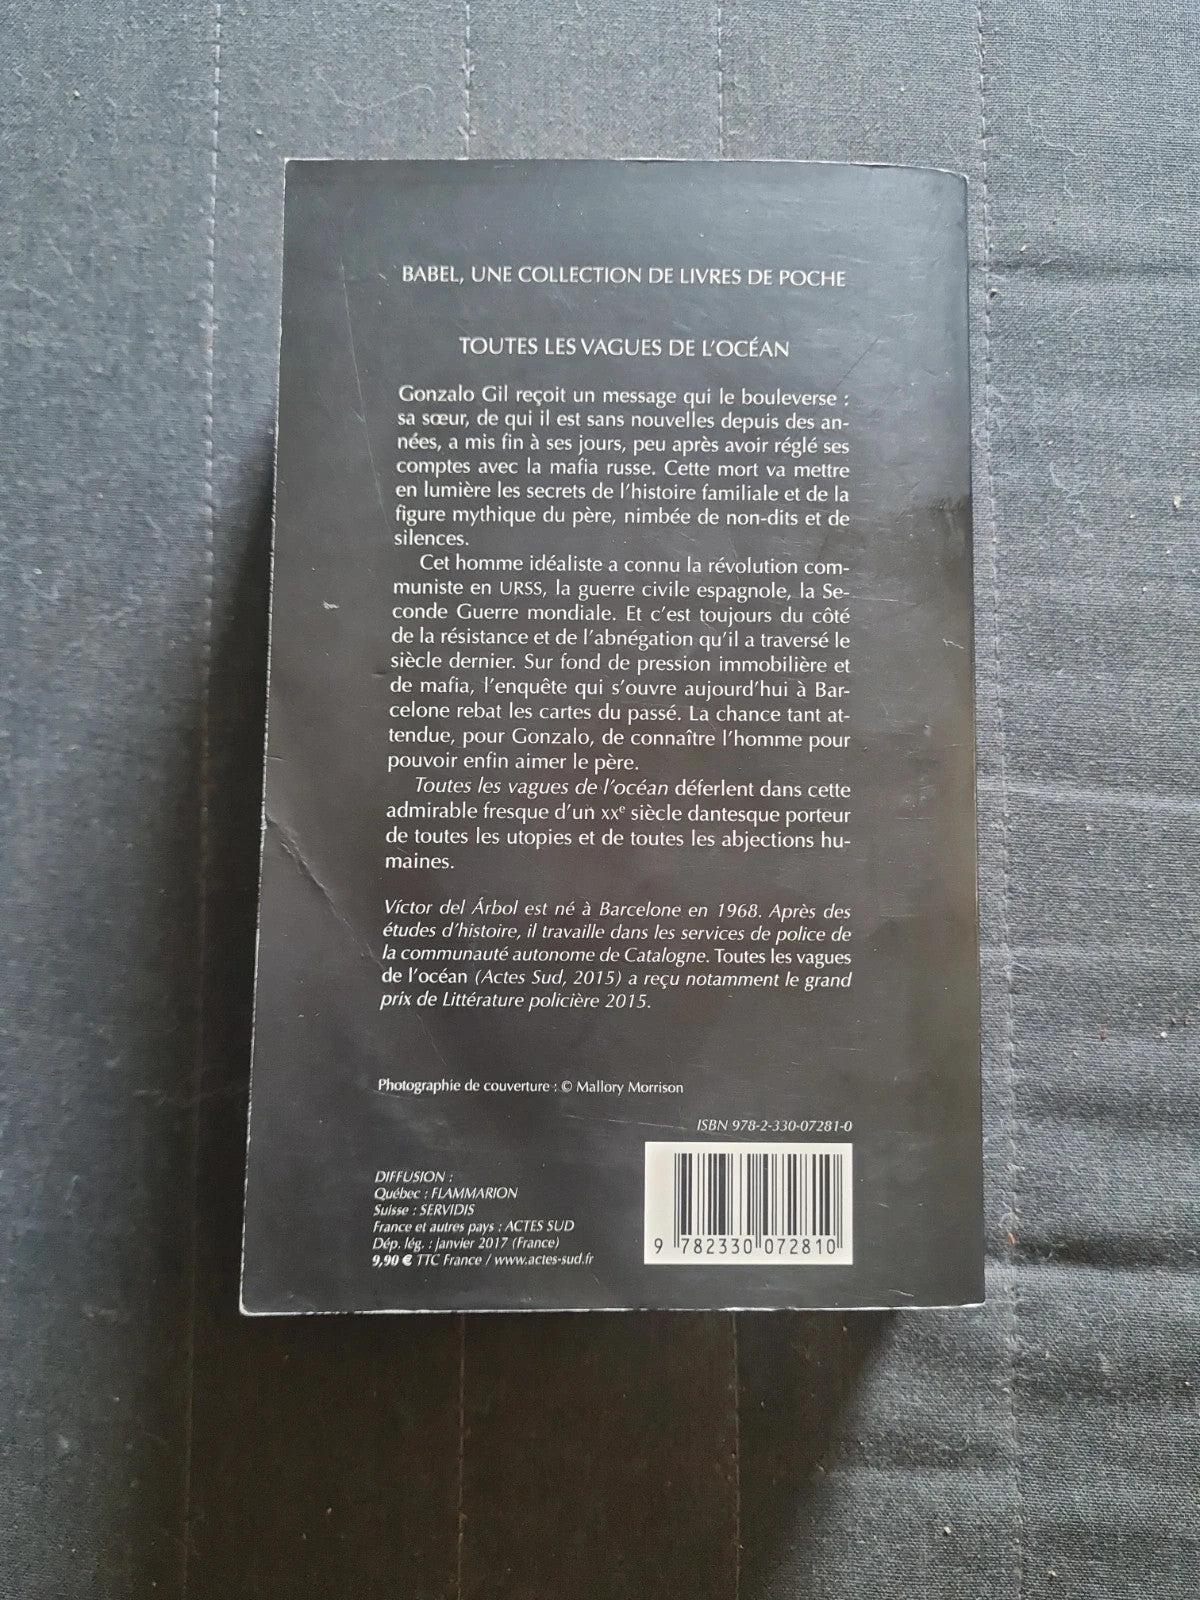 BABEL, UNE COLLECTION DE LIVRES DE POCHE
TOUTES LES VAGUES DE L'OCÉAN
Gonzalo Gil reçoit un message qui le bouleverse :
sa sœur, de qui il est sans nouvelles depuis des an-
nées, a mis fin à ses jours, peu après avoir réglé ses
comptes avec la mafia russe. Cette mort va mettre
en lumière les secrets de l'histoire familiale et de la
figure mythique du père, nimbée de non-dits et de
silences.
Cet homme idéaliste a connu la révolution com-
muniste en URSS, la guerre civile espagnole, la Se-
conde Guerre mondiale. Et c'est toujours du côté
de la résistance et de l'abnégation qu'il a traversé le
siècle dernier. Sur fond de pression immobilière et
de mafia, l'enquête qui s'ouvre aujourd'hui à Bar-
celone rebat les cartes du passé. La chance tant at-
tendue, pour Gonzalo, de connaître l'homme pour
pouvoir enfin aimer le père.
Toutes les vagues de l'océan déferlent dans cette
admirable fresque d'un XXe siècle dantesque porteur
de toutes les utopies et de toutes les abjections hu-
maines.
Víctor del Árbol est né à Barcelone en 1968. Après des
études d'histoire, il travaille dans les services de police de
la communauté autonome de Catalogne. Toutes les vagues
de l'océan (Actes Sud, 2015) a reçu notamment le grand
prix de Littérature policière 2015.
Photographie de couverture : © Mallory Morrison
ISBN 978-2-330-07281-0
DIFFUSION :
Québec : FLAMMARION
Suisse : SERVIDIS
France et autres pays : ACTES SUD
Dép. lég. : janvier 2017 (France)
9,90 € TTC France / www.actes-sud.fr
9 782330 072810